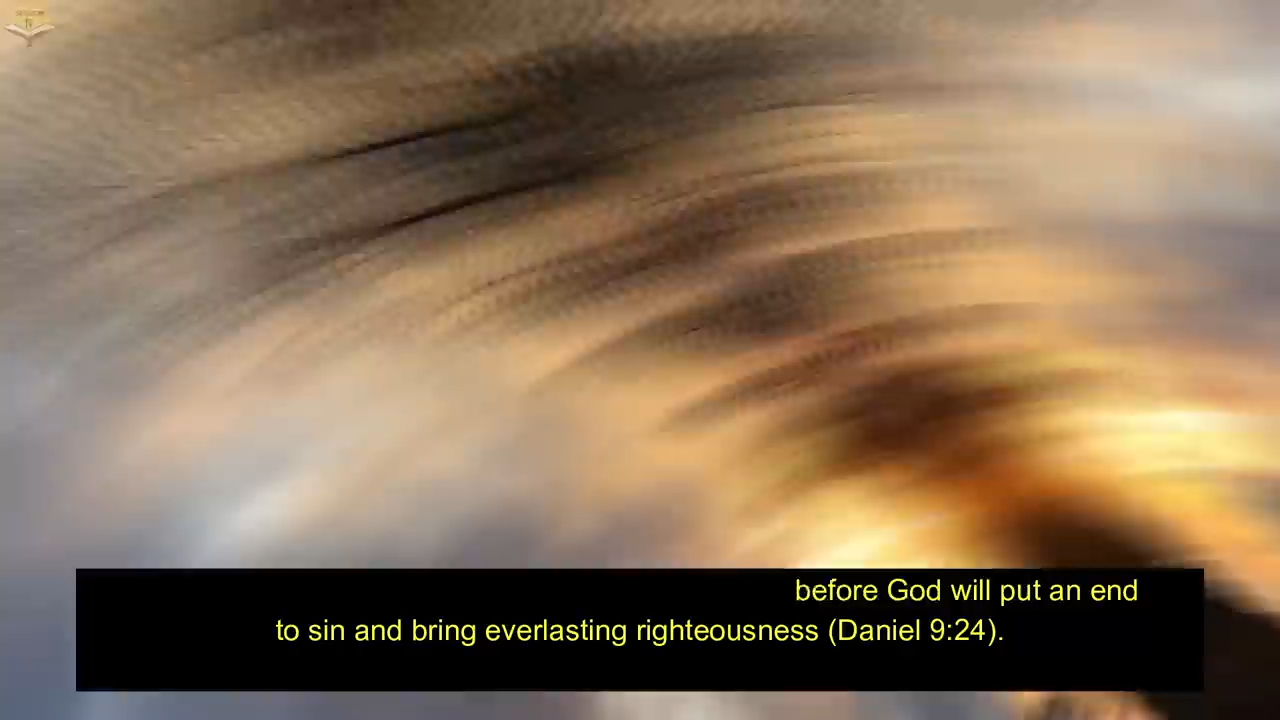 before God will put an end
to sin and bring everlasting righteousness (Daniel 9:24).